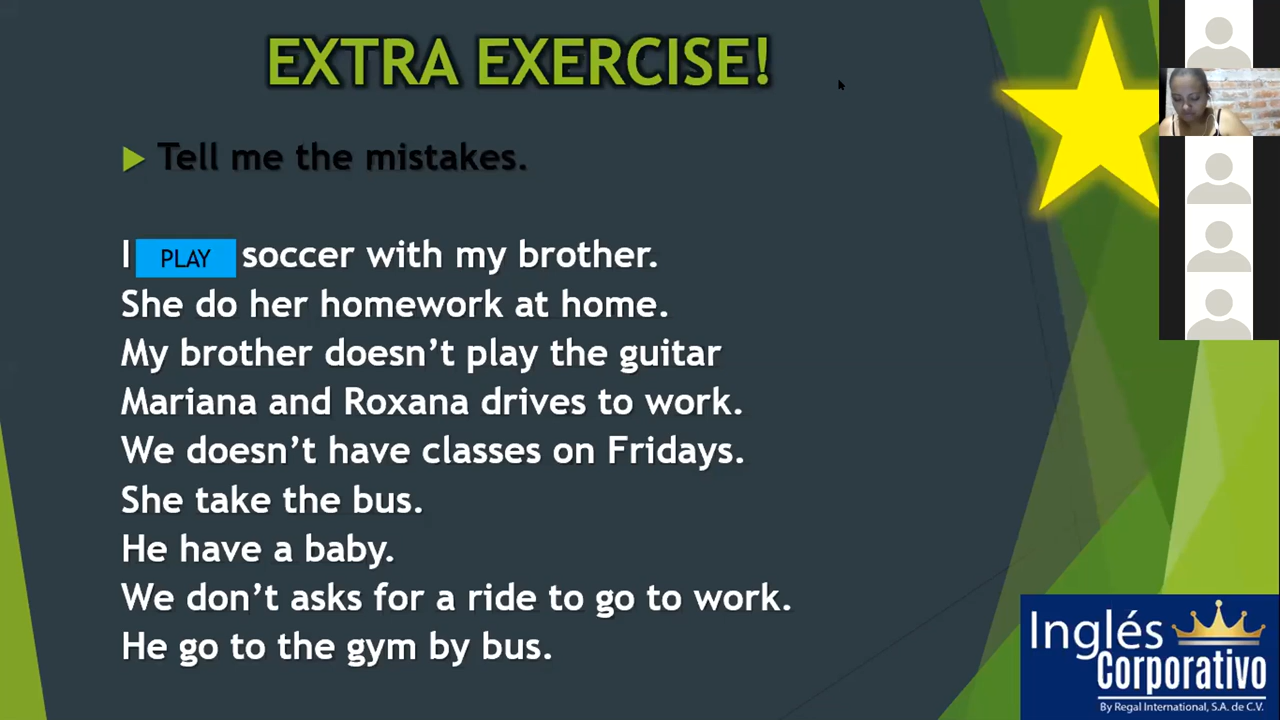 EXTRA EXERCISE!
Tell me the mistakes.
I PLAY soccer with my brother.
She do her homework at home.
My brother doesn’t play the guitar
Mariana and Roxana drives to work.
We doesn’t have classes on Fridays.
She take the bus.
He have a baby.
We don’t asks for a ride to go to work.
He go to the gym by bus.
Inglés
Corporativo
By Regal International, S.A. de C.V.